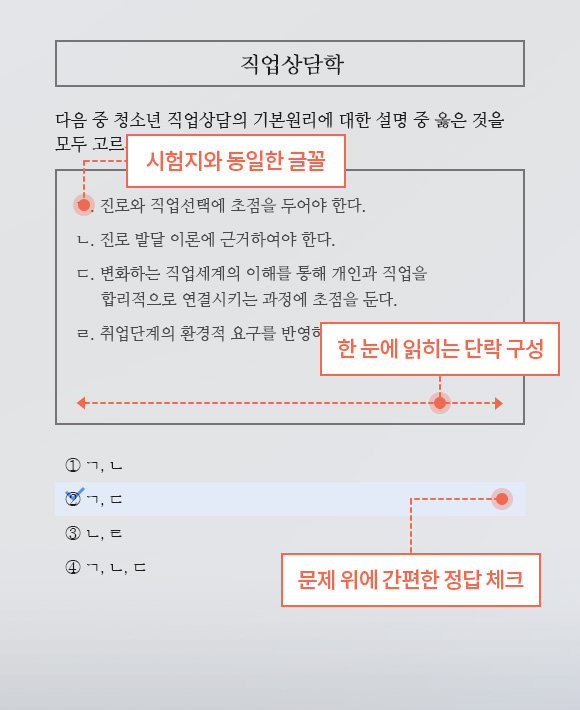 직업상담학
다음 중 청소년 직업상담의 기본원리에 대한 설명 중 옳은 것을
모두 고르
시험지와 동일한 글꼴
진로와 직업선택에 초점을 두어야 한다.
ㄴ. 진로 발달 이론에 근거하여야 한다.
ㄷ. 변화하는 직업세계의 이해를 통해 개인과 직업을
합리적으로 연결시키는 과정에 초점을 둔다.
ㄹ. 취업단계의 환경적 요구를 반영하
한 눈에 읽히는 단락 구성
① ㄱ, ㄴ
② ㄱ, ㄷ
③ ㄴ, ㄹ
④ ㄱ, ㄴ, ㄷ
문제 위에 간편한 정답 체크